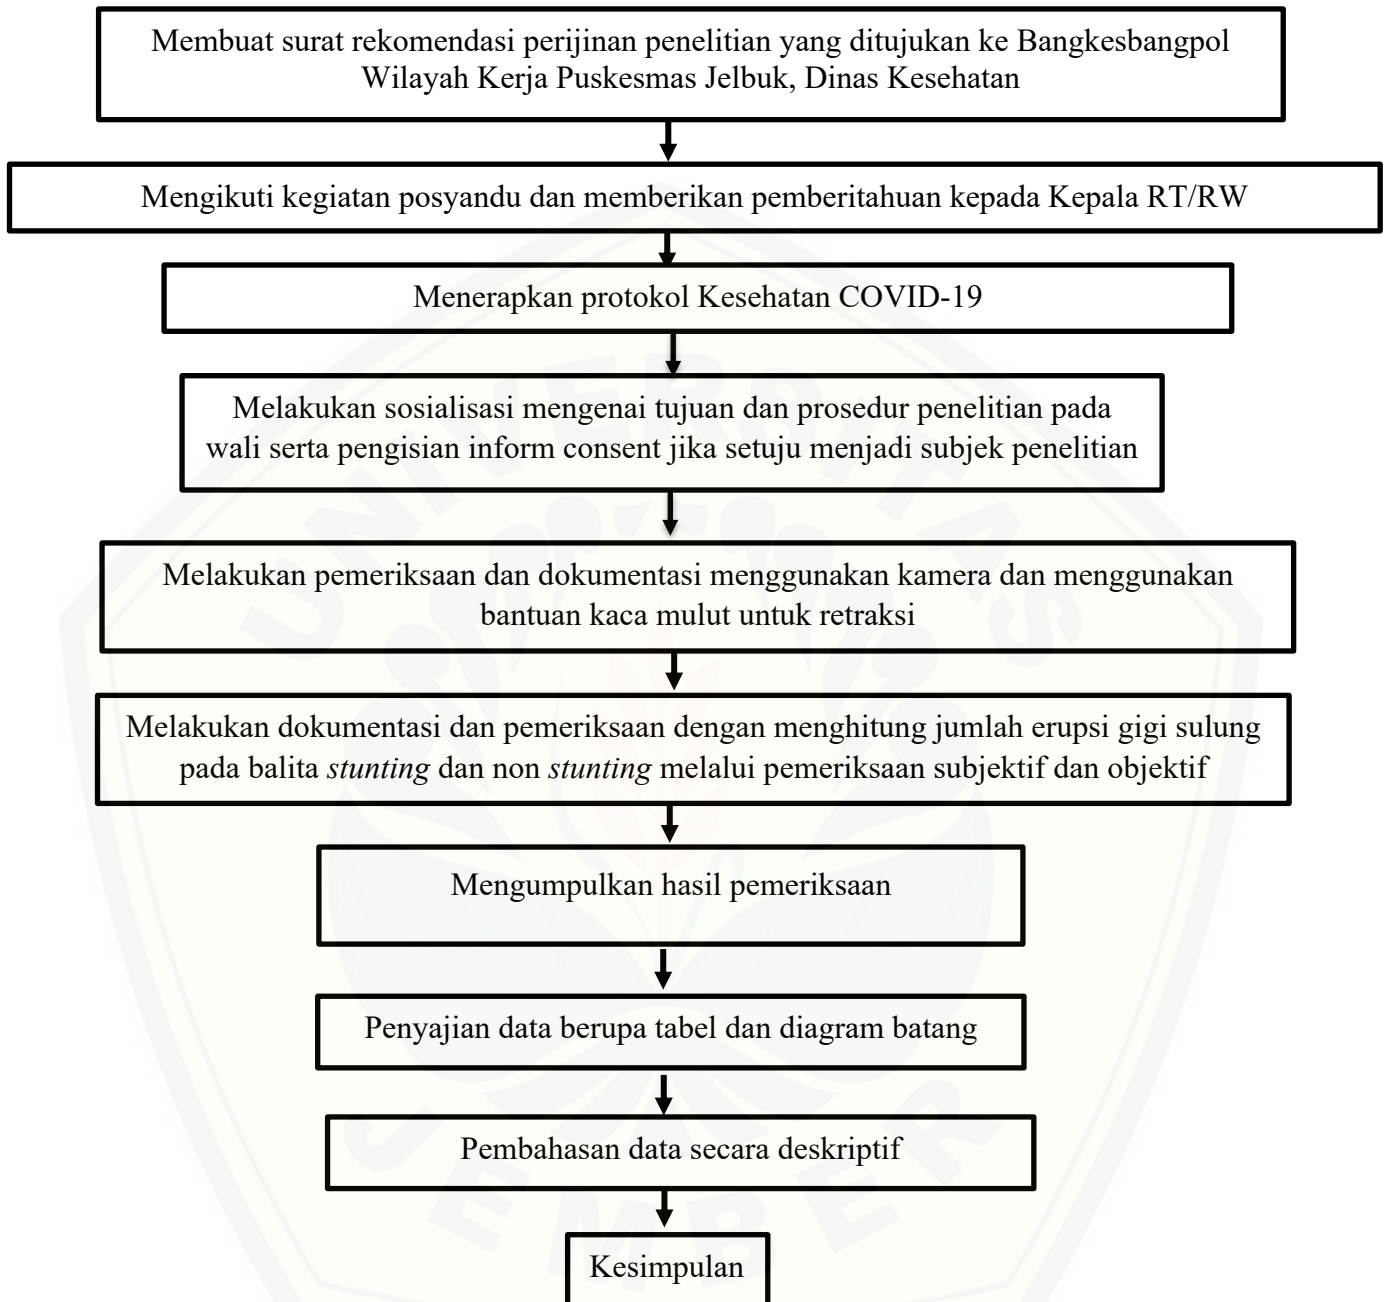 Membuat surat rekomendasi perijinan penelitian yang ditujukan ke Bangkesbangpol
Wilayah Kerja Puskesmas Jelbuk, Dinas Kesehatan
Mengikuti kegiatan posyandu dan memberikan pemberitahuan kepada Kepala RT/RW
Menerapkan protokol Kesehatan COVID-19
Melakukan sosialisasi mengenai tujuan dan prosedur penelitian pada
wali serta pengisian inform consent jika setuju menjadi subjek penelitian
Melakukan pemeriksaan dan dokumentasi menggunakan kamera dan menggunakan
bantuan kaca mulut untuk retraksi
Melakukan dokumentasi dan pemeriksaan dengan menghitung jumlah erupsi gigi sulung
pada balita stunting dan non stunting melalui pemeriksaan subjektif dan objektif
Mengumpulkan hasil pemeriksaan
Penyajian data berupa tabel dan diagram batang
Pembahasan data secara deskriptif
Kesimpulan
UNIVERSITAS
JEMBER